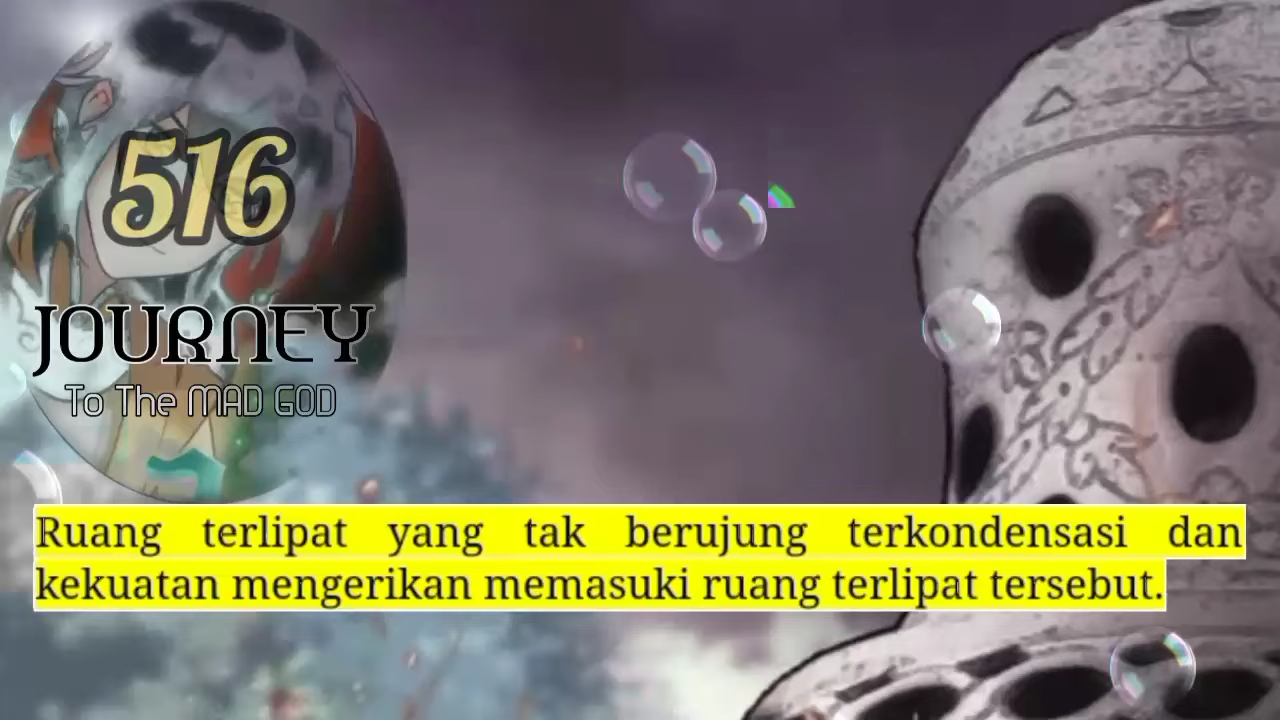 516
JOURNEY
To The MAD GOD
Ruang terlipat yang tak berujung terkondensasi dan
kekuatan mengerikan memasuki ruang terlipat tersebut.